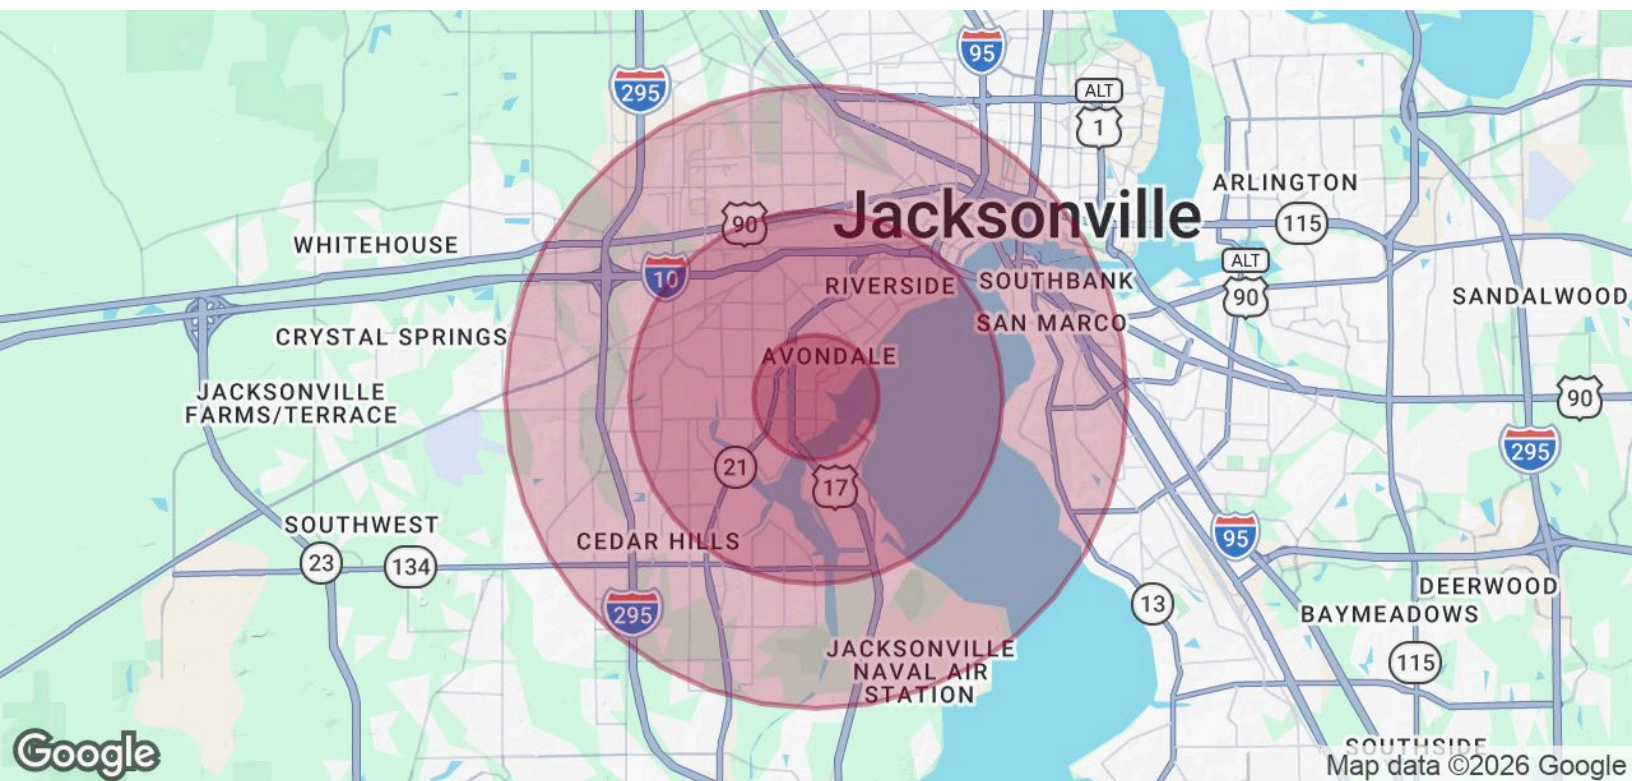 95
295
ALT
1
ARLINGTON
115
Jacksonville
90
WHITEHOUSE
10
ALT
90
RIVERSIDE
SOUTHBANK
SANDALWOOD
SAN MARCO
CRYSTAL SPRINGS
AVONDALE
JACKSONVILLE
FARMS/TERRACE
90
295
21
17
SOUTHWEST
CEDAR HILLS
95
23
134
DEERWOOD
295
13
BAYMEADOWS
JACKSONVILLE
NAVAL AIR
STATION
115
SOUTHSIDE
Google
Map data ©2026 Google